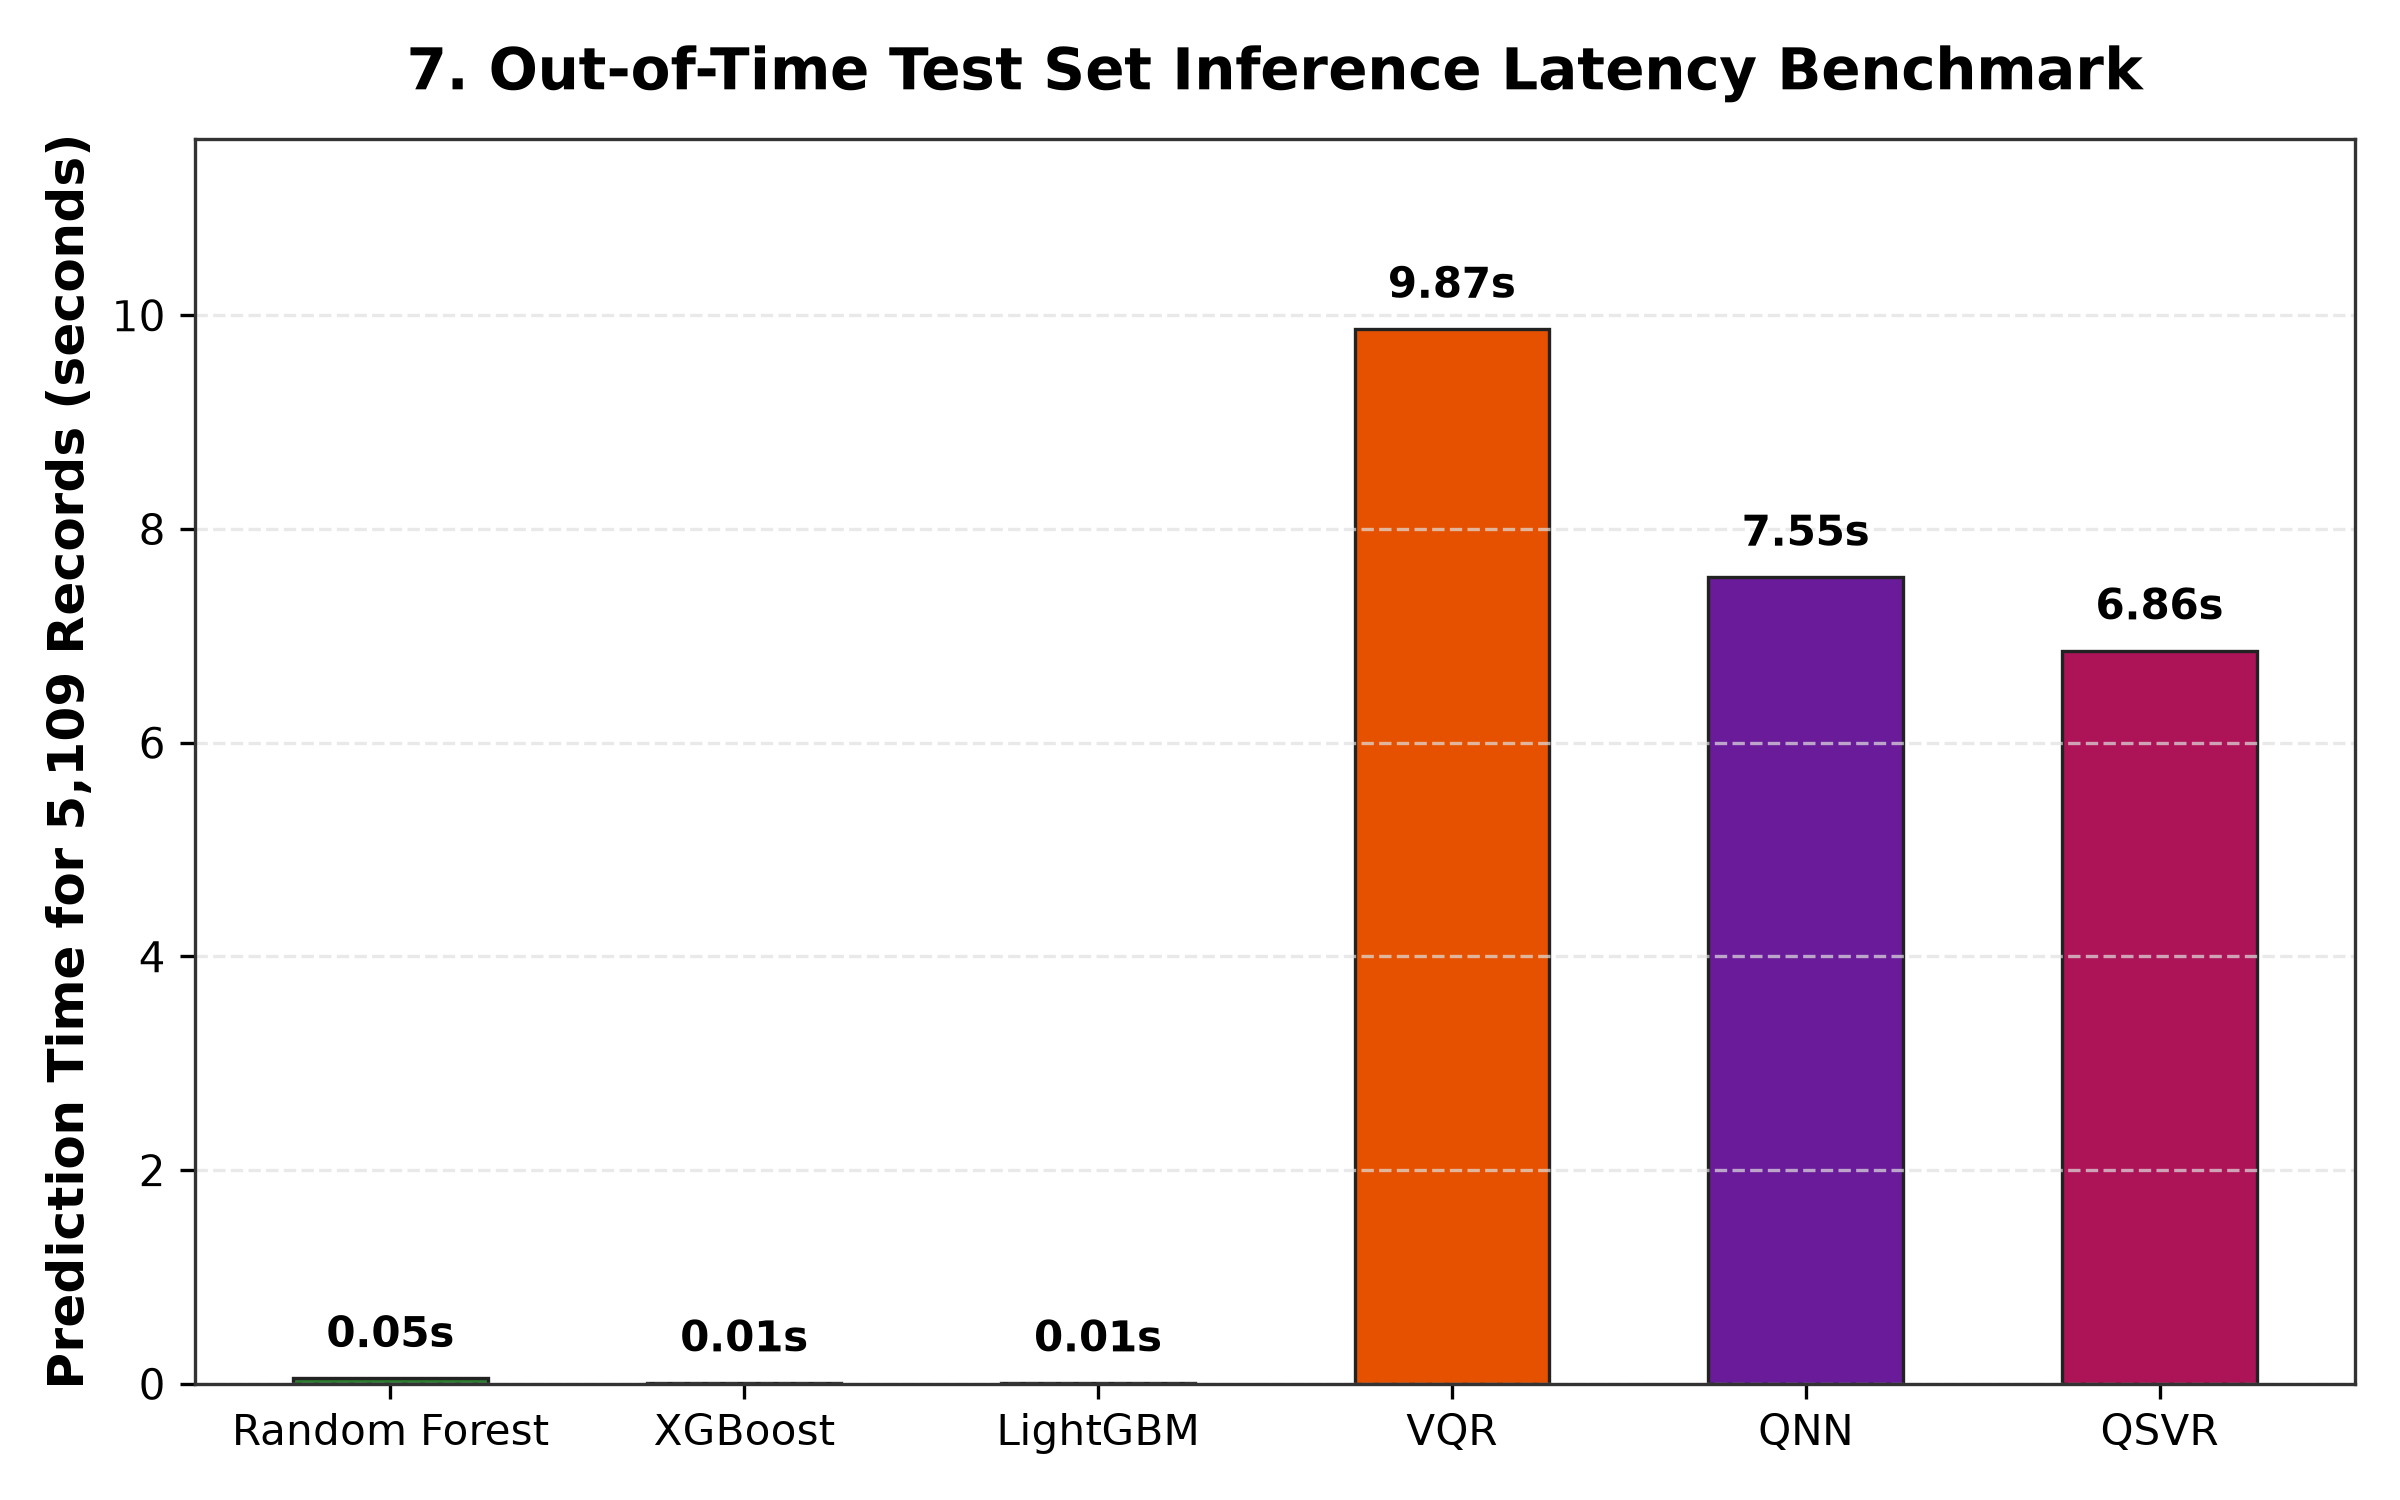 7. Out-of-Time Test Set Inference Latency Benchmark
Prediction Time for 5,109 Records (seconds)
10
8
6
4
2
0
0.05s
0.01s
0.01s
9.87s
7.55s
6.86s
Random Forest
XGBoost
LightGBM
VQR
QNN
QSVR